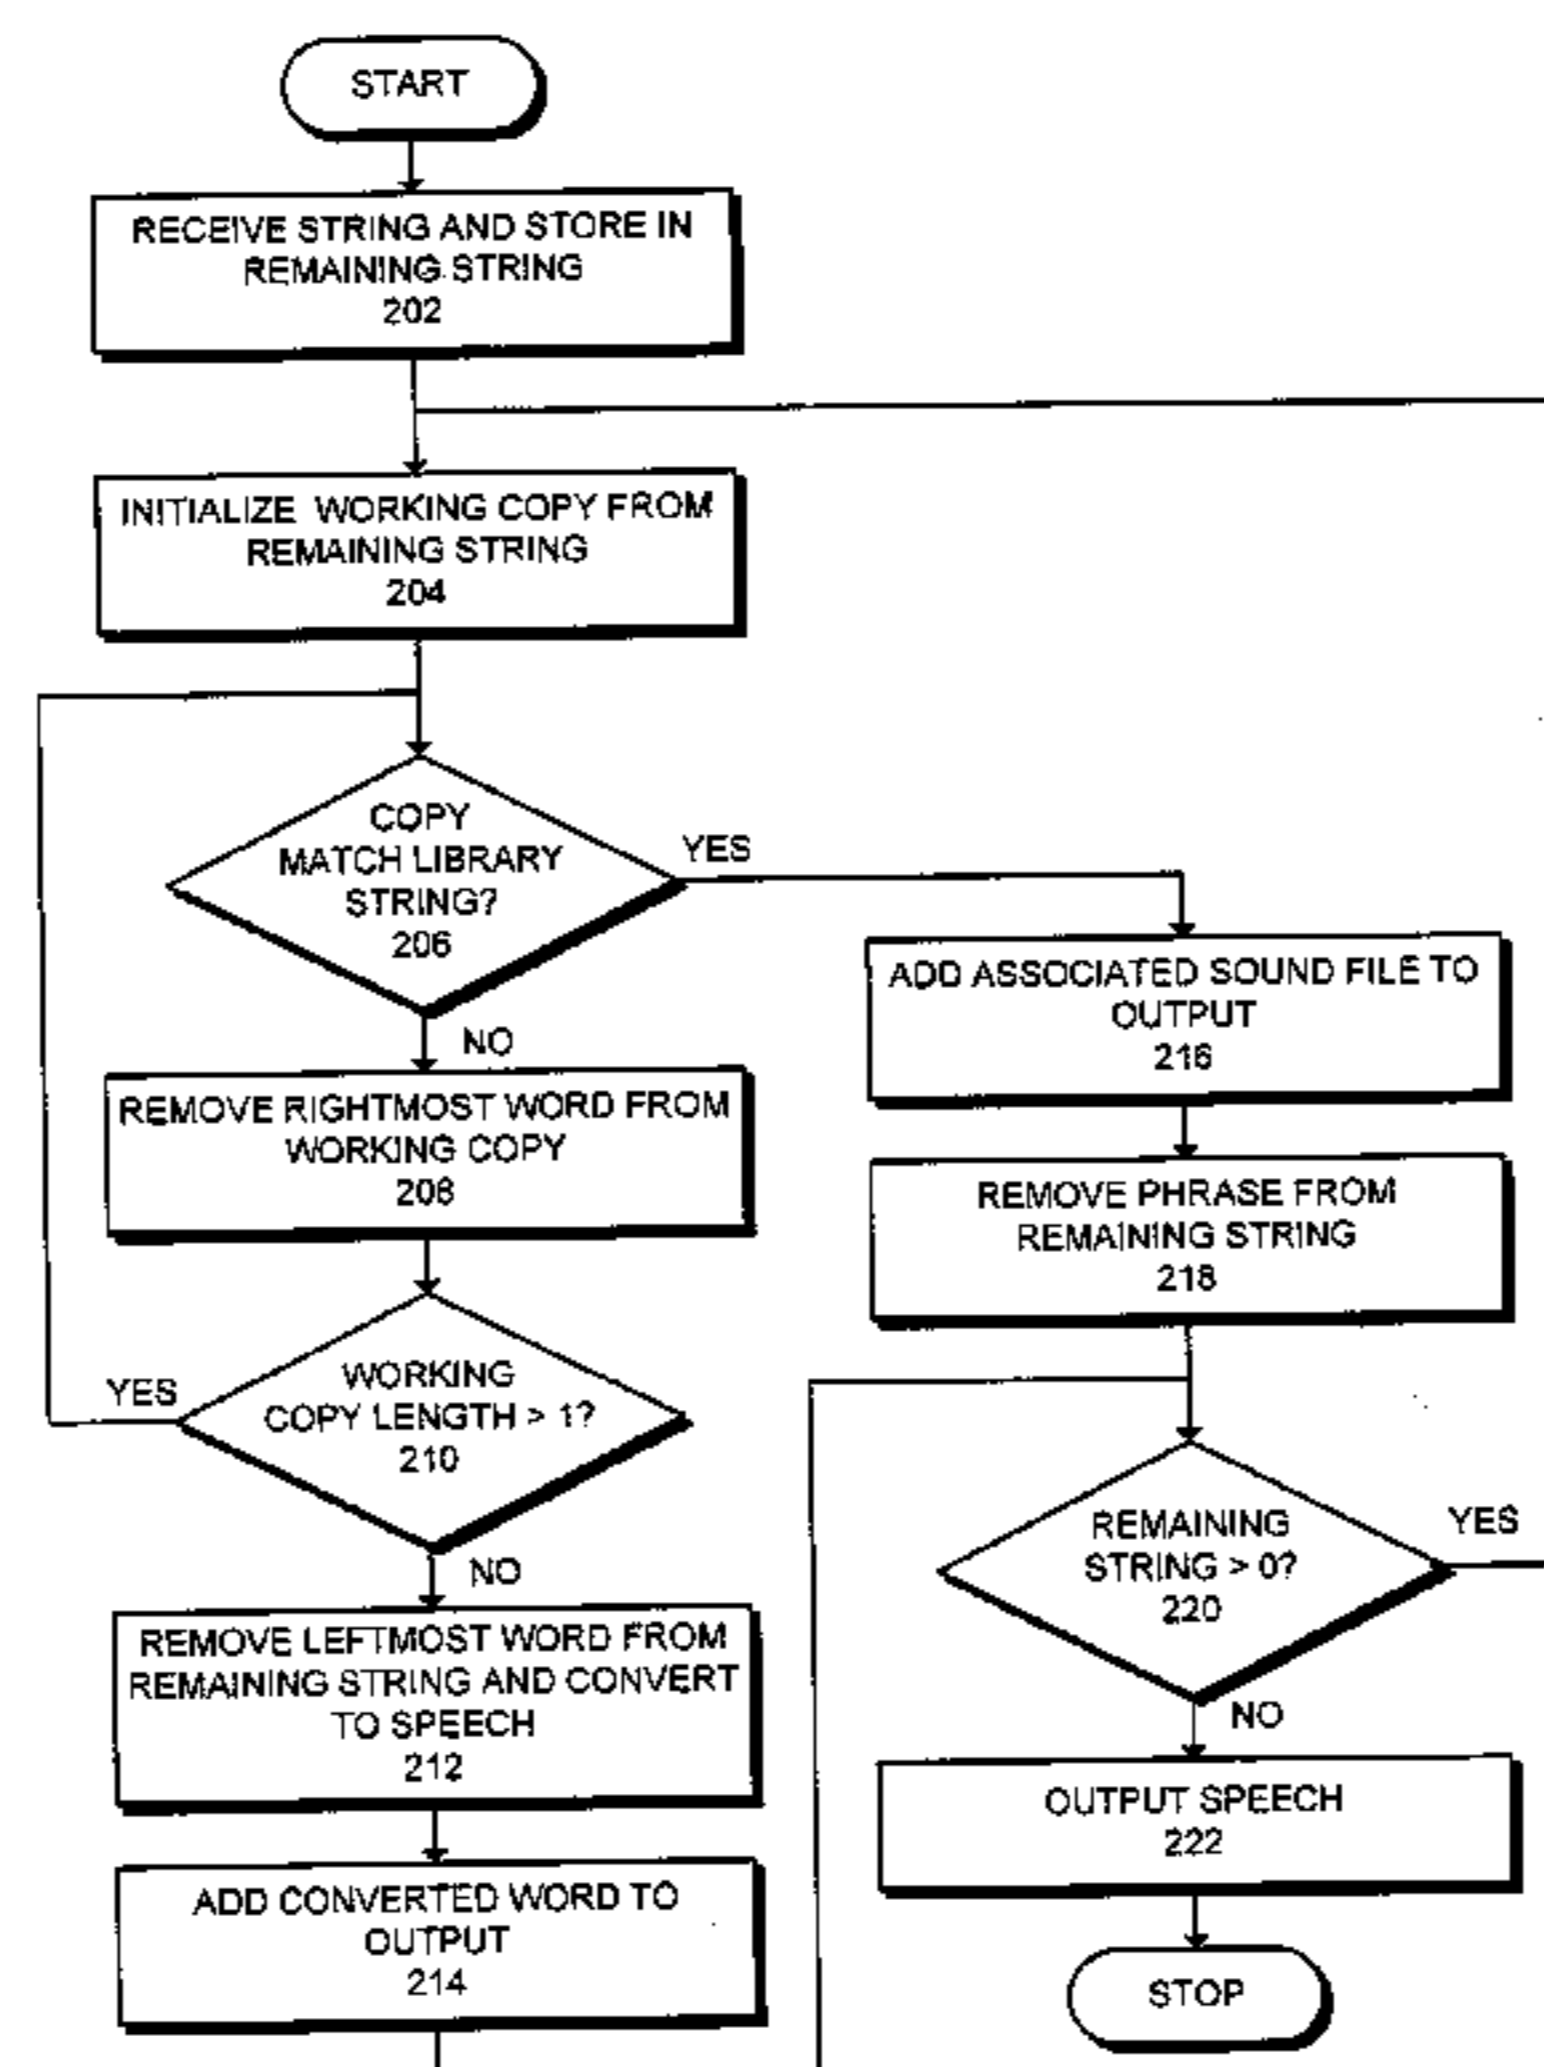 START
RECEIVE STRING AND STORE IN
REMAINING STRING
202
INITIALIZE WORKING COPY FROM
REMAINING STRING
204
COPY
MATCH LIBRARY
STRING?
206
YES
NO
REMOVE RIGHTMOST WORD FROM
WORKING COPY
208
WORKING
COPY LENGTH > 1?
210
YES
NO
REMOVE LEFTMOST WORD FROM
REMAINING STRING AND CONVERT
TO SPEECH
212
ADD CONVERTED WORD TO
OUTPUT
214
ADD ASSOCIATED SOUND FILE TO
OUTPUT
216
REMOVE PHRASE FROM
REMAINING STRING
218
REMAINING
STRING > 0?
220
YES
NO
OUTPUT SPEECH
222
STOP